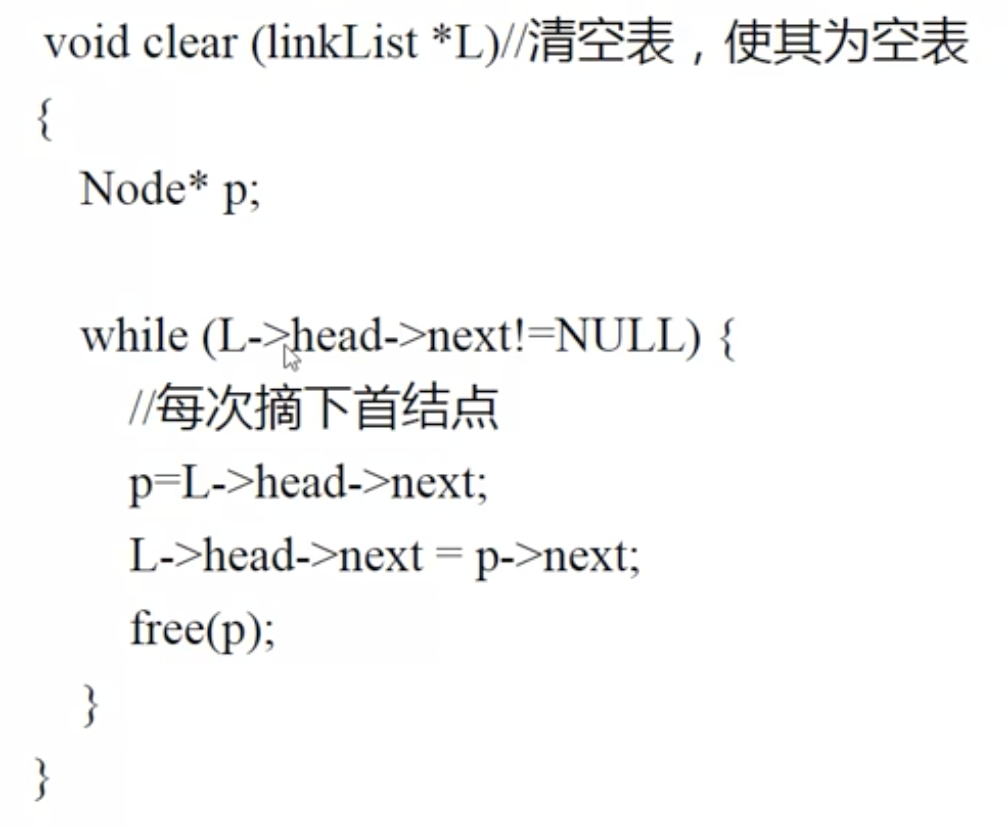 void clear (linkList *L)//清空表，使其为空表
{
Node* p;
while (L->head->next!=NULL) {
//每次摘下首结点
p=L->head->next;
L->head->next = p->next;
free(p);
}
}